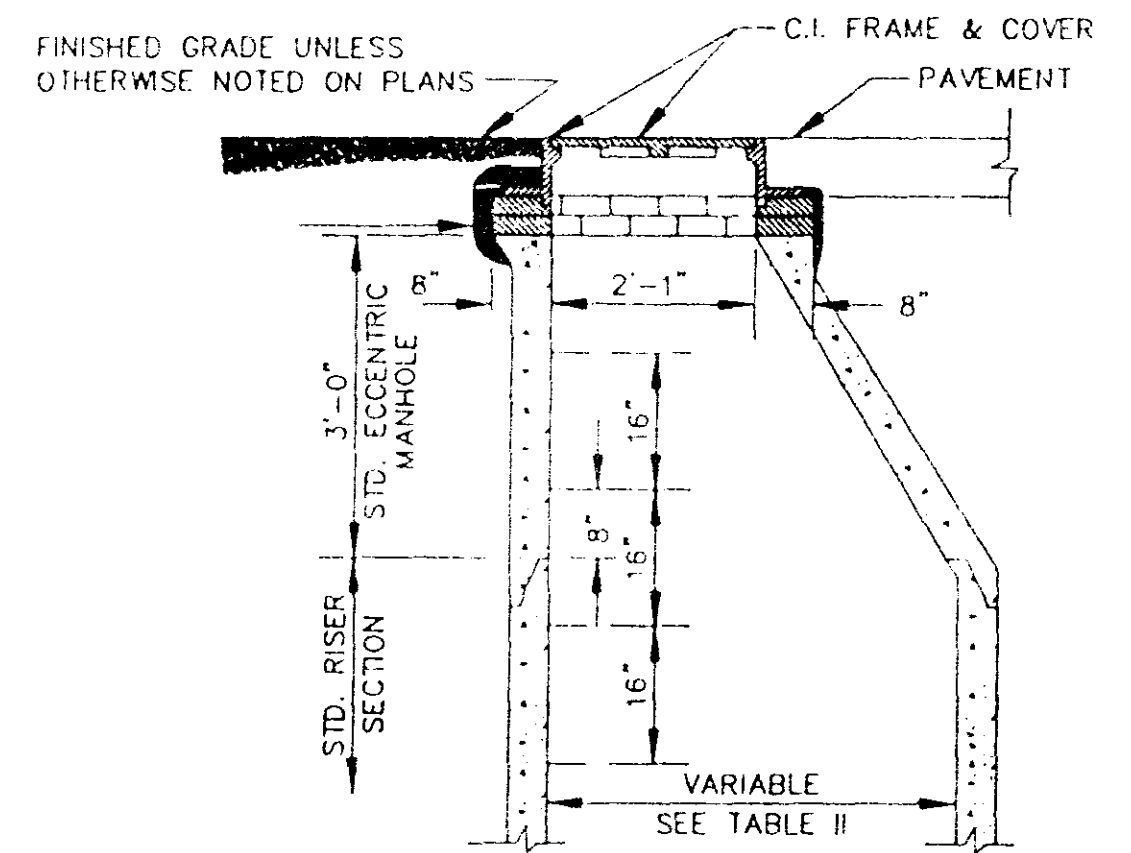 FINISHED GRADE UNLESS
OTHERWISE NOTED ON PLANS
C.I. FRAME & COVER
PAVEMENT
8"
2'-1"
8"
3'-0"
STD. ECCENTRIC
MANHOLE
16"
8"
16"
16"
STD. RISER
SECTION
VARIABLE
SEE TABLE II